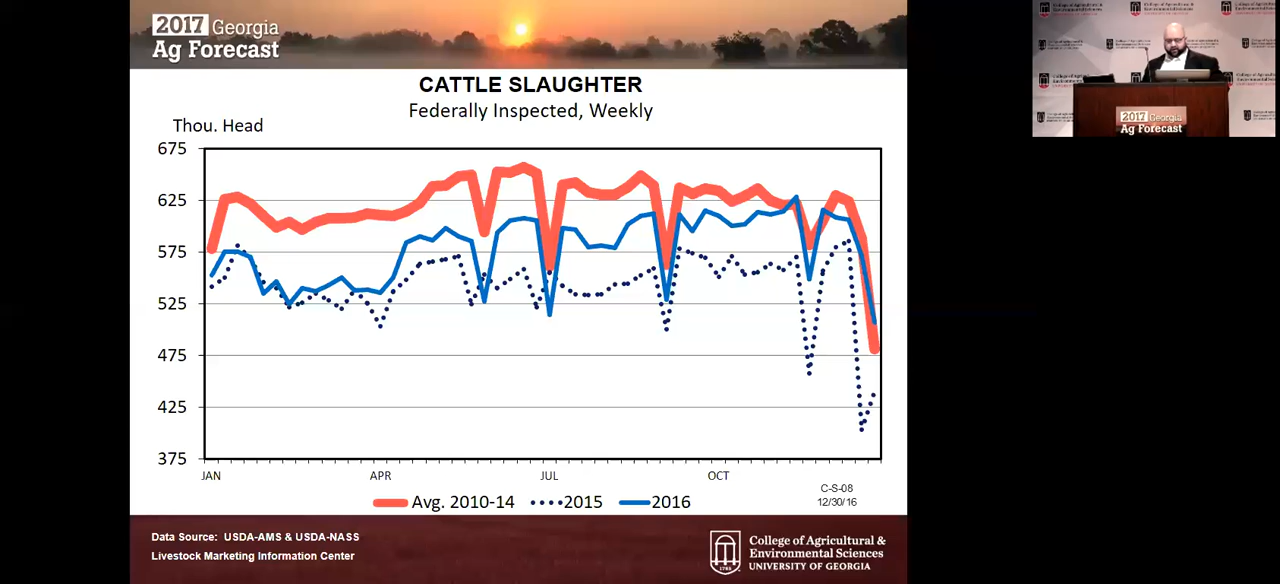 2017 Georgia
Ag Forecast
CATTLE SLAUGHTER
Federally Inspected, Weekly
Thou. Head
675
625
575
525
475
425
375
JAN APR JUL OCT
Avg. 2010-14 2015 2016
C-S-08
12/30/16
Data Source: USDA-AMS & USDA-NASS
Livestock Marketing Information Center
1785
College of Agricultural &
Environmental Sciences
UNIVERSITY OF GEORGIA
2017 Georgia
Ag Forecast